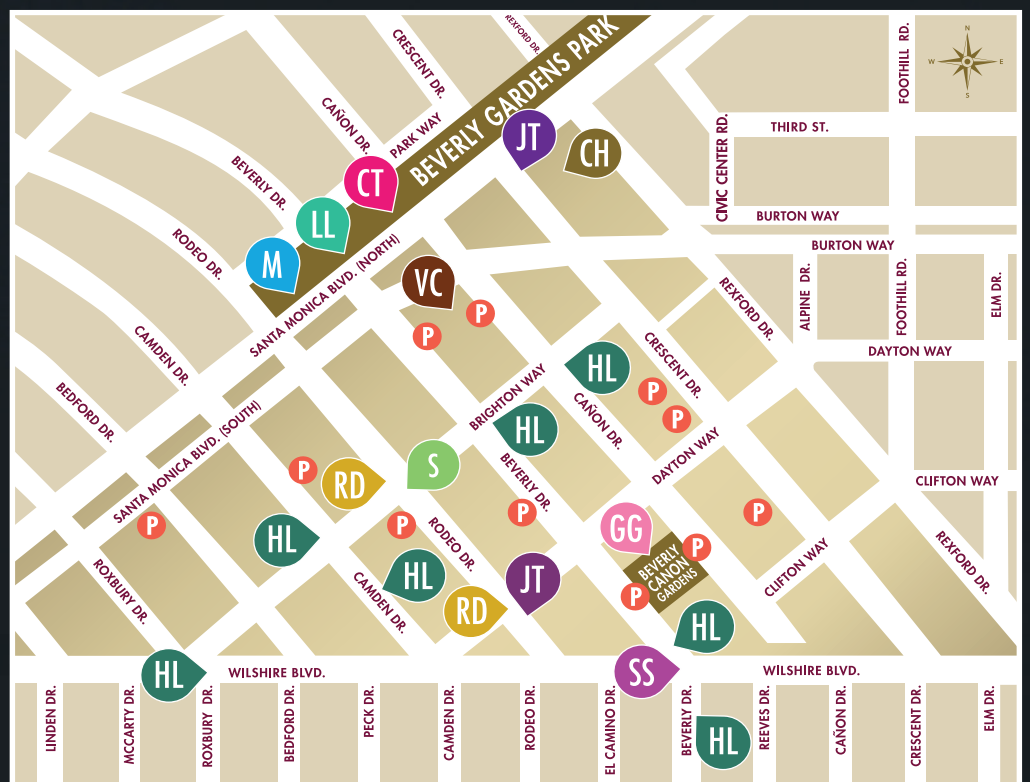 REXFORD DR.
CRESCENT DR.
FOOTHILL RD.
N
W
E
S
BEVERLY GARDENS PARK
CAÑON DR.
PARK WAY
JT
CH
THIRD ST.
CIVIC CENTER RD.
BEVERLY DR.
CT
LL
M
BURTON WAY
BURTON WAY
RODEO DR.
SANTA MONICA BLVD. (NORTH)
VC
P
P
REXFORD DR.
ALPINE DR.
FOOTHILL RD.
ELM DR.
CAMDEN DR.
HL
CRESCENT DR.
DAYTON WAY
BEDFORD DR.
BRIGHTON WAY
P
P
CAÑON DR.
HL
SANTA MONICA BLVD. (SOUTH)
DAYTON WAY
P
RD
S
BEVERLY DR.
CLIFTON WAY
P
HL
P
RODEO DR.
P
GG
P
P
BEVERLY
CANON
GARDENS
P
REXFORD DR.
CLIFTON WAY
ROXBURY DR.
HL
CAMDEN DR.
JT
RD
HL
HL
WILSHIRE BLVD.
SS
WILSHIRE BLVD.
LINDEN DR.
MCCARTY DR.
ROXBURY DR.
BEDFORD DR.
PECK DR.
CAMDEN DR.
RODEO DR.
EL CAMINO DR.
BEVERLY DR.
HL
REEVES DR.
CAÑON DR.
CRESCENT DR.
ELM DR.